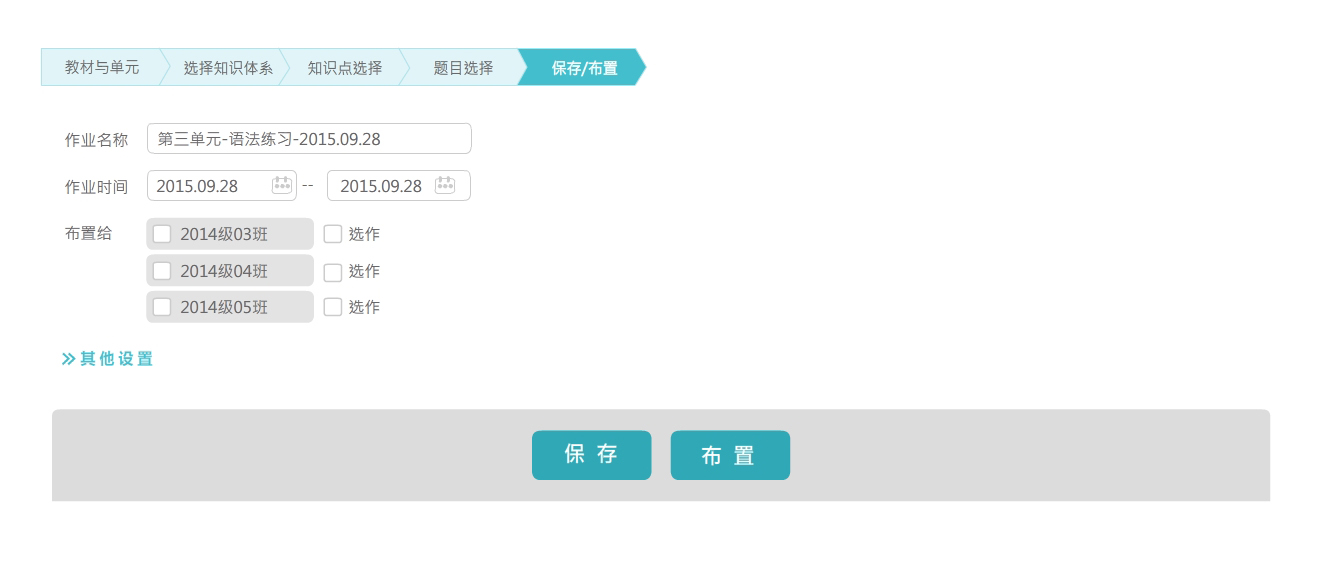 教材与单元 选择知识体系 知识点选择 题目选择 保存/布置
作业名称 第三单元-语法练习-2015.09.28
作业时间 2015.09.28 -- 2015.09.28
布置给 2014级03班 选作
2014级04班 选作
2014级05班 选作
其他设置
保存 布置